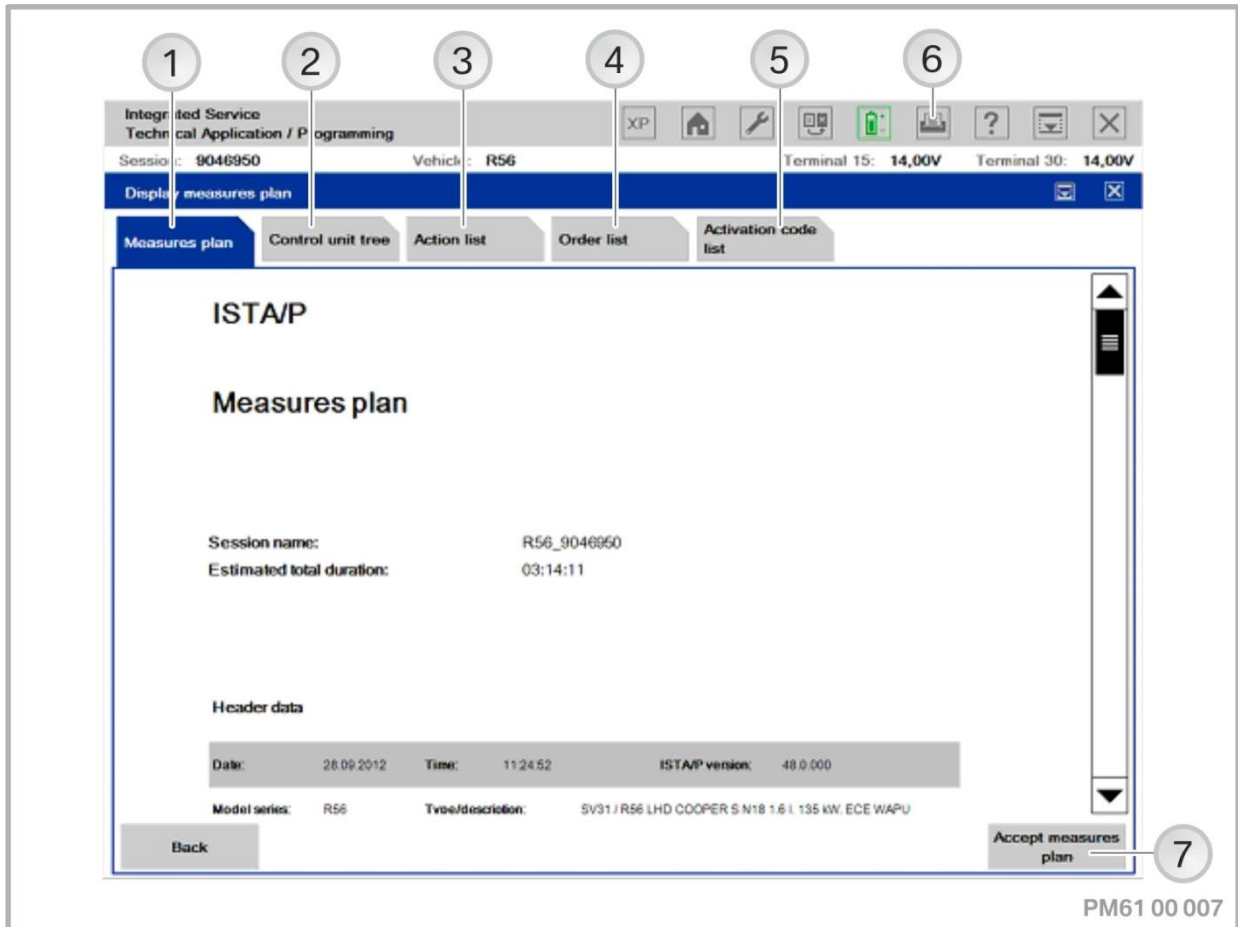 1 2 3 4 5 6
Integrated Service
Technical Application / Programming
XP ?
Session: 9046950 Vehicle: R56 Terminal 15: 14,00V Terminal 30: 14,00V
Display measures plan
Measures plan Control unit tree Action list Order list Activation code
list
ISTA/P
Measures plan
Session name: R56_9046950
Estimated total duration: 03:14:11
Header data
Date: 28.09.2012 Time: 11:24:52 ISTA/P version: 48.0.000
Model series: R56 Type/description: SV31 / R56 LHD COOPER S N18 1.6 l, 135 kW, ECE WAPU
Back Accept measures
plan 7
PM61 00 007